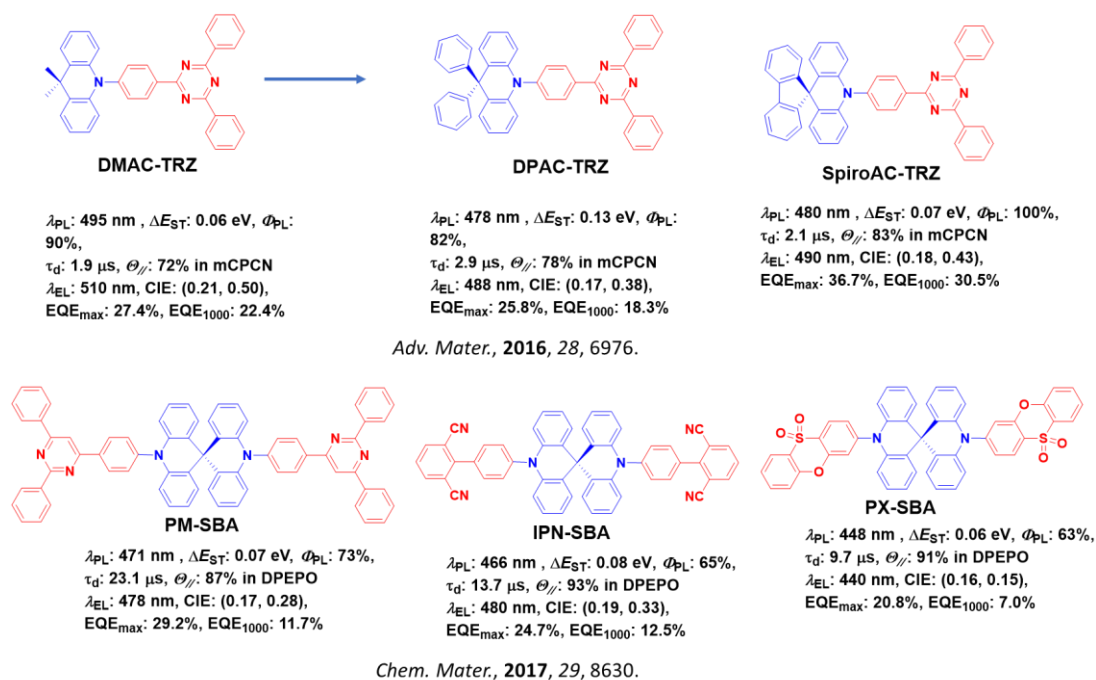 N
N
N
N
DMAC-TRZ
λPL: 495 nm , ΔEST: 0.06 eV, ΦPL:
90%,
τd: 1.9 μs, Θ//: 72% in mCPCN
λEL: 510 nm, CIE: (0.21, 0.50),
EQEmax: 27.4%, EQE1000: 22.4%
N
N
N
N
DPAC-TRZ
λPL: 478 nm , ΔEST: 0.13 eV, ΦPL:
82%,
τd: 2.9 μs, Θ//: 78% in mCPCN
λEL: 488 nm, CIE: (0.17, 0.38),
EQEmax: 25.8%, EQE1000: 18.3%
N
N
N
N
SpiroAC-TRZ
λPL: 480 nm , ΔEST: 0.07 eV, ΦPL: 100%,
τd: 2.1 μs, Θ//: 83% in mCPCN
λEL: 490 nm, CIE: (0.18, 0.43),
EQEmax: 36.7%, EQE1000: 30.5%
Adv. Mater., 2016, 28, 6976.
N
N
N
N
N
N
PM-SBA
λPL: 471 nm , ΔEST: 0.07 eV, ΦPL: 73%,
τd: 23.1 μs, Θ//: 87% in DPEPO
λEL: 478 nm, CIE: (0.17, 0.28),
EQEmax: 29.2%, EQE1000: 11.7%
CN
NC
N
N
CN
NC
IPN-SBA
λPL: 466 nm , ΔEST: 0.08 eV, ΦPL: 65%,
τd: 13.7 μs, Θ//: 93% in DPEPO
λEL: 480 nm, CIE: (0.19, 0.33),
EQEmax: 24.7%, EQE1000: 12.5%
O
O
S
O
N
N
O
S
O
O
PX-SBA
λPL: 448 nm , ΔEST: 0.06 eV, ΦPL: 63%,
τd: 9.7 μs, Θ//: 91% in DPEPO
λEL: 440 nm, CIE: (0.16, 0.15),
EQEmax: 20.8%, EQE1000: 7.0%
Chem. Mater., 2017, 29, 8630.